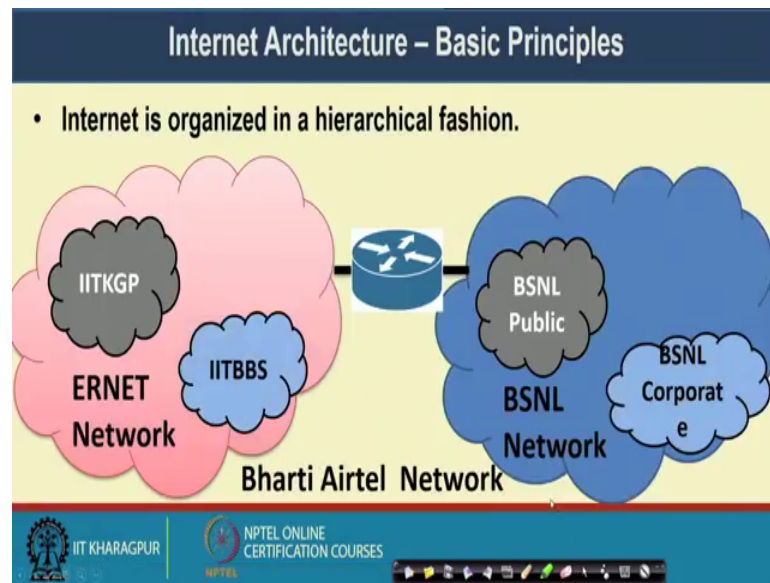 Internet Architecture – Basic Principles
• Internet is organized in a hierarchical fashion.
IITKGP
IITBBS
ERNET
Network
BSNL
Public
BSNL
Corporat
e
BSNL
Network
Bharti Airtel Network
IIT KHARAGPUR
NPTEL
NPTEL ONLINE
CERTIFICATION COURSES